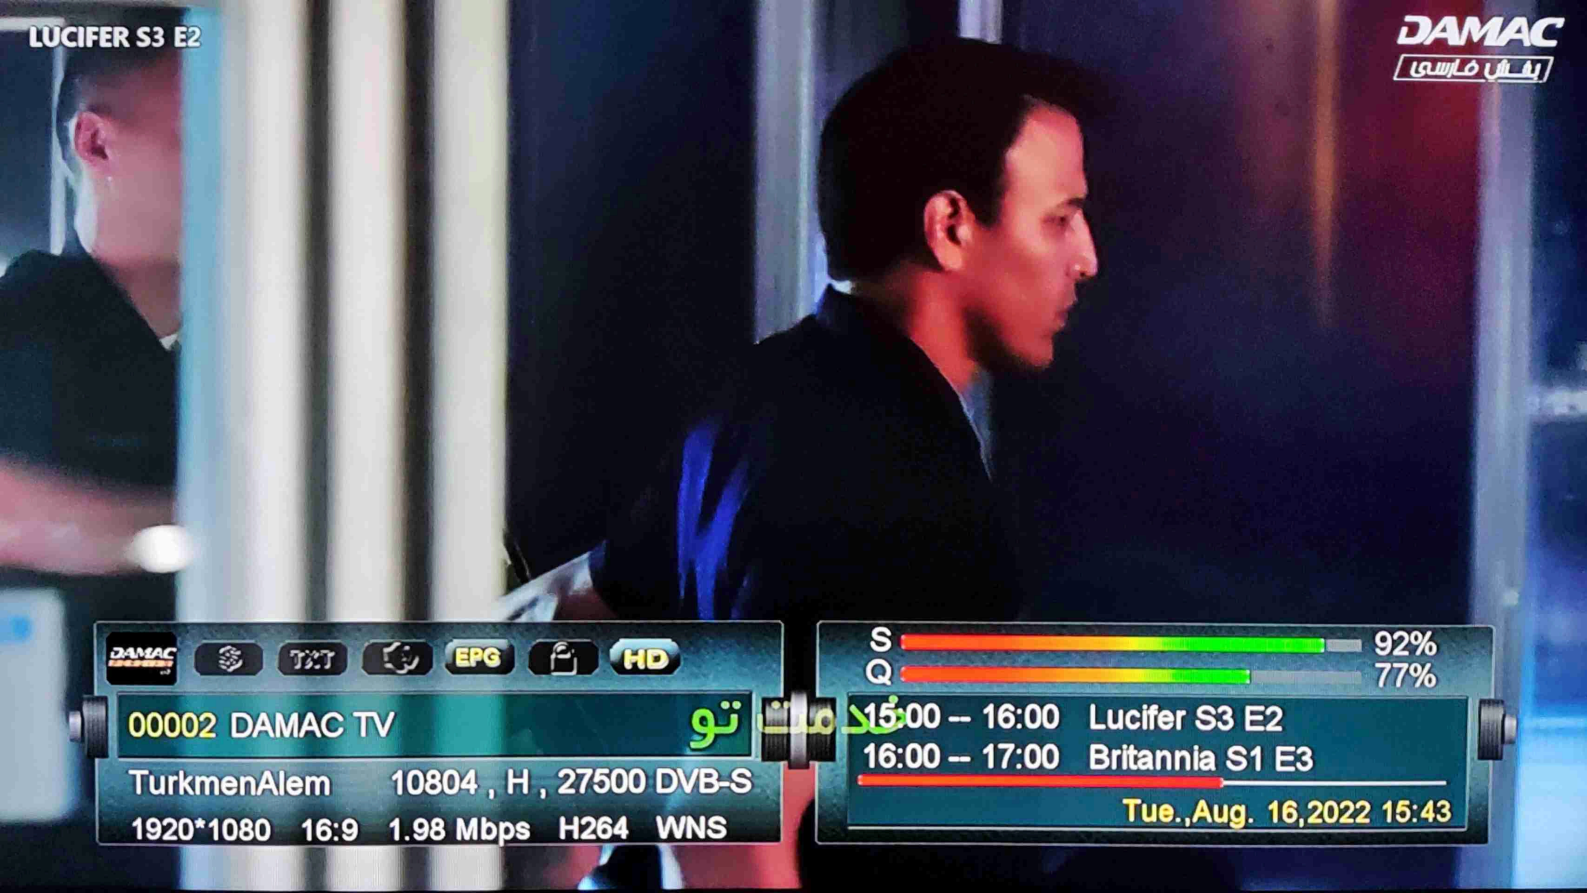 LUCIFER S3 E2
DAMAC
پخش فارسی
DAMAC
$ TXT EPG HD
00002 DAMAC TV
خدمت تو
TurkmenAlem 10804 , H , 27500 DVB-S
1920*1080 16:9 1.98 Mbps H264 WNS
S 92%
Q 77%
15:00 -- 16:00 Lucifer S3 E2
16:00 -- 17:00 Britannia S1 E3
Tue.,Aug. 16,2022 15:43